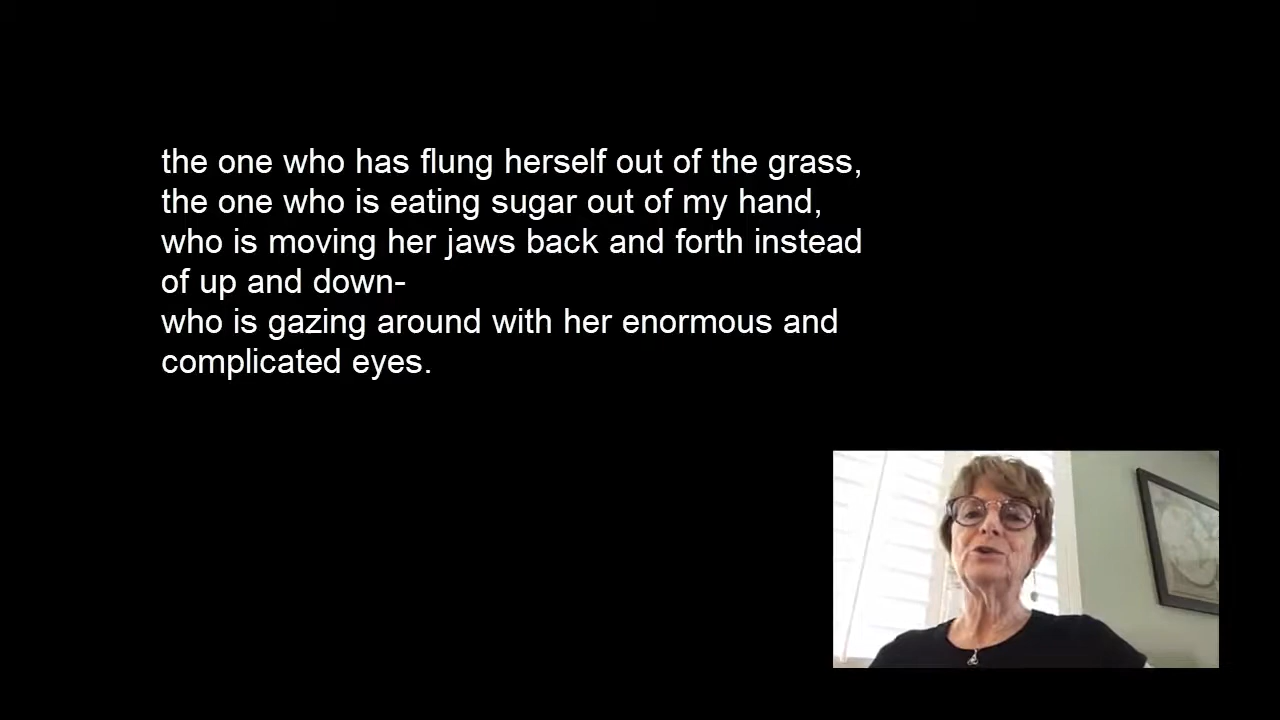 the one who has flung herself out of the grass,
the one who is eating sugar out of my hand,
who is moving her jaws back and forth instead
of up and down-
who is gazing around with her enormous and
complicated eyes.